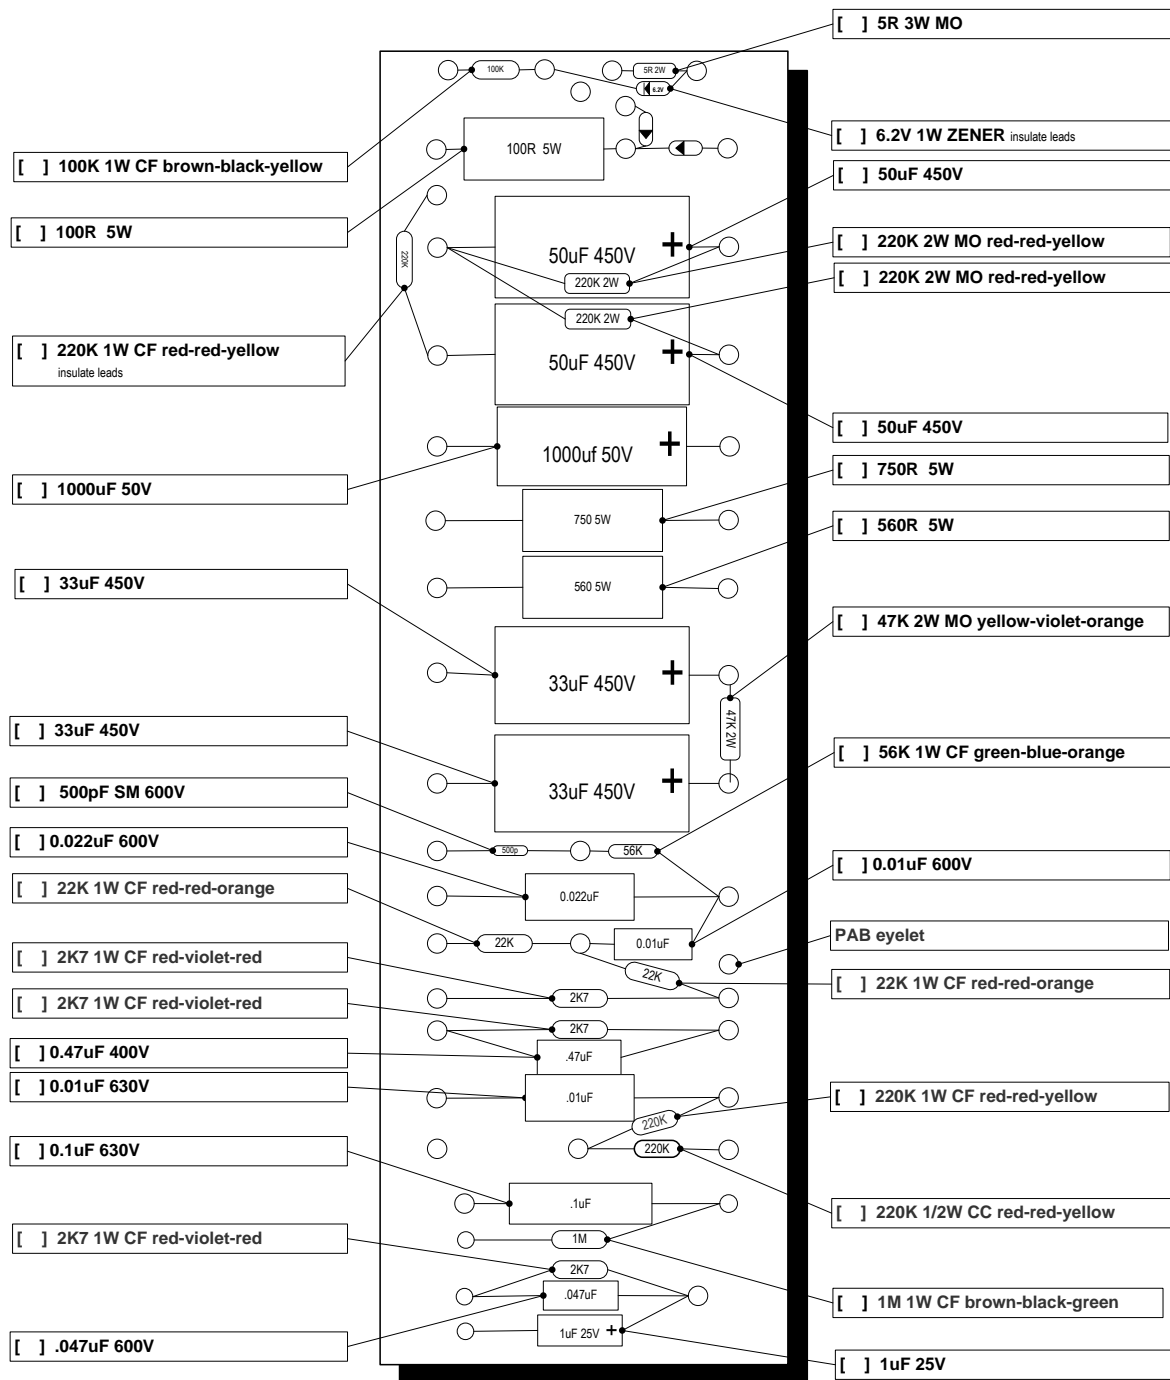 [ ] 5R 3W MO
100K
5R 2W
6.2V
[ ] 6.2V 1W ZENER insulate leads
100R 5W
[ ] 100K 1W CF brown-black-yellow
[ ] 50uF 450V
[ ] 100R 5W
220K
50uF 450V
+
[ ] 220K 2W MO red-red-yellow
[ ] 220K 2W MO red-red-yellow
220K 2W
220K 2W
[ ] 220K 1W CF red-red-yellow
insulate leads
50uF 450V
+
[ ] 50uF 450V
1000uf 50V
+
[ ] 750R 5W
[ ] 1000uF 50V
750 5W
[ ] 560R 5W
[ ] 33uF 450V
560 5W
[ ] 47K 2W MO yellow-violet-orange
33uF 450V
+
47K 2W
[ ] 33uF 450V
[ ] 56K 1W CF green-blue-orange
33uF 450V
+
[ ] 500pF SM 600V
[ ] 0.022uF 600V
500p
56K
[ ] 0.01uF 600V
[ ] 22K 1W CF red-red-orange
0.022uF
PAB eyelet
22K
0.01uF
[ ] 2K7 1W CF red-violet-red
22K
[ ] 22K 1W CF red-red-orange
[ ] 2K7 1W CF red-violet-red
2K7
2K7
[ ] 0.47uF 400V
.47uF
[ ] 0.01uF 630V
.01uF
[ ] 220K 1W CF red-red-yellow
220K
[ ] 0.1uF 630V
220K
.1uF
[ ] 220K 1/2W CC red-red-yellow
[ ] 2K7 1W CF red-violet-red
1M
2K7
.047uF
[ ] 1M 1W CF brown-black-green
[ ] .047uF 600V
1uF 25V +
[ ] 1uF 25V